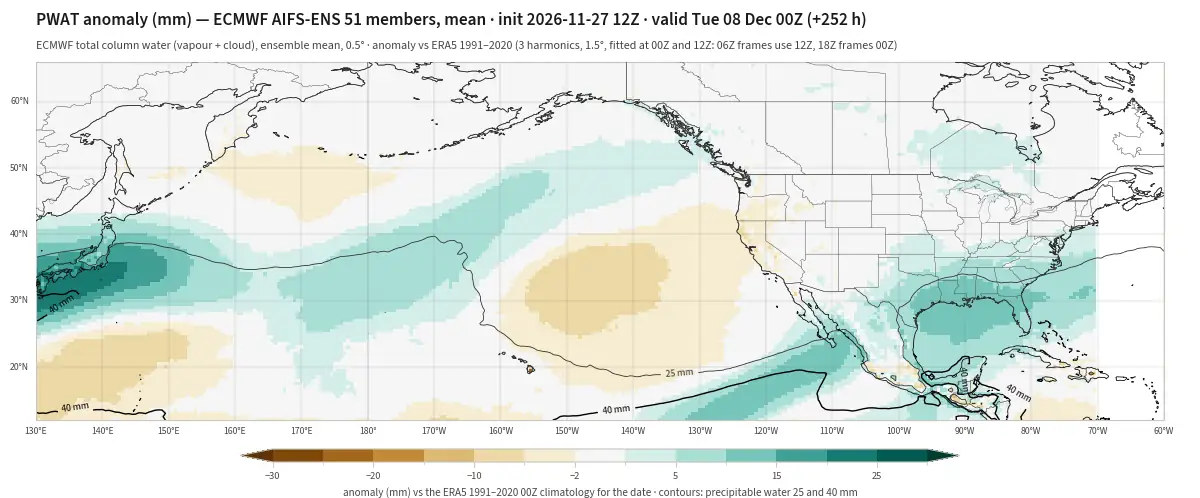 PWAT anomaly (mm) — ECMWF AIFS-ENS 51 members, mean · init 2026-11-27 12Z · valid Tue 08 Dec 00Z (+252 h)
ECMWF total column water (vapour + cloud), ensemble mean, 0.5° · anomaly vs ERA5 1991–2020 (3 harmonics, 1.5°, fitted at 00Z and 12Z: 06Z frames use 12Z, 18Z frames 00Z)
60°N
50°N
40°N
30°N
20°N
40 mm
40 mm
25 mm
40 mm
40 mm
40 mm
130°E 140°E 150°E 160°E 170°E 180° 170°W 160°W 150°W 140°W 130°W 120°W 110°W 100°W 90°W 80°W 70°W 60°W
−30 −20 −10 −2 5 15 25
anomaly (mm) vs the ERA5 1991–2020 00Z climatology for the date · contours: precipitable water 25 and 40 mm